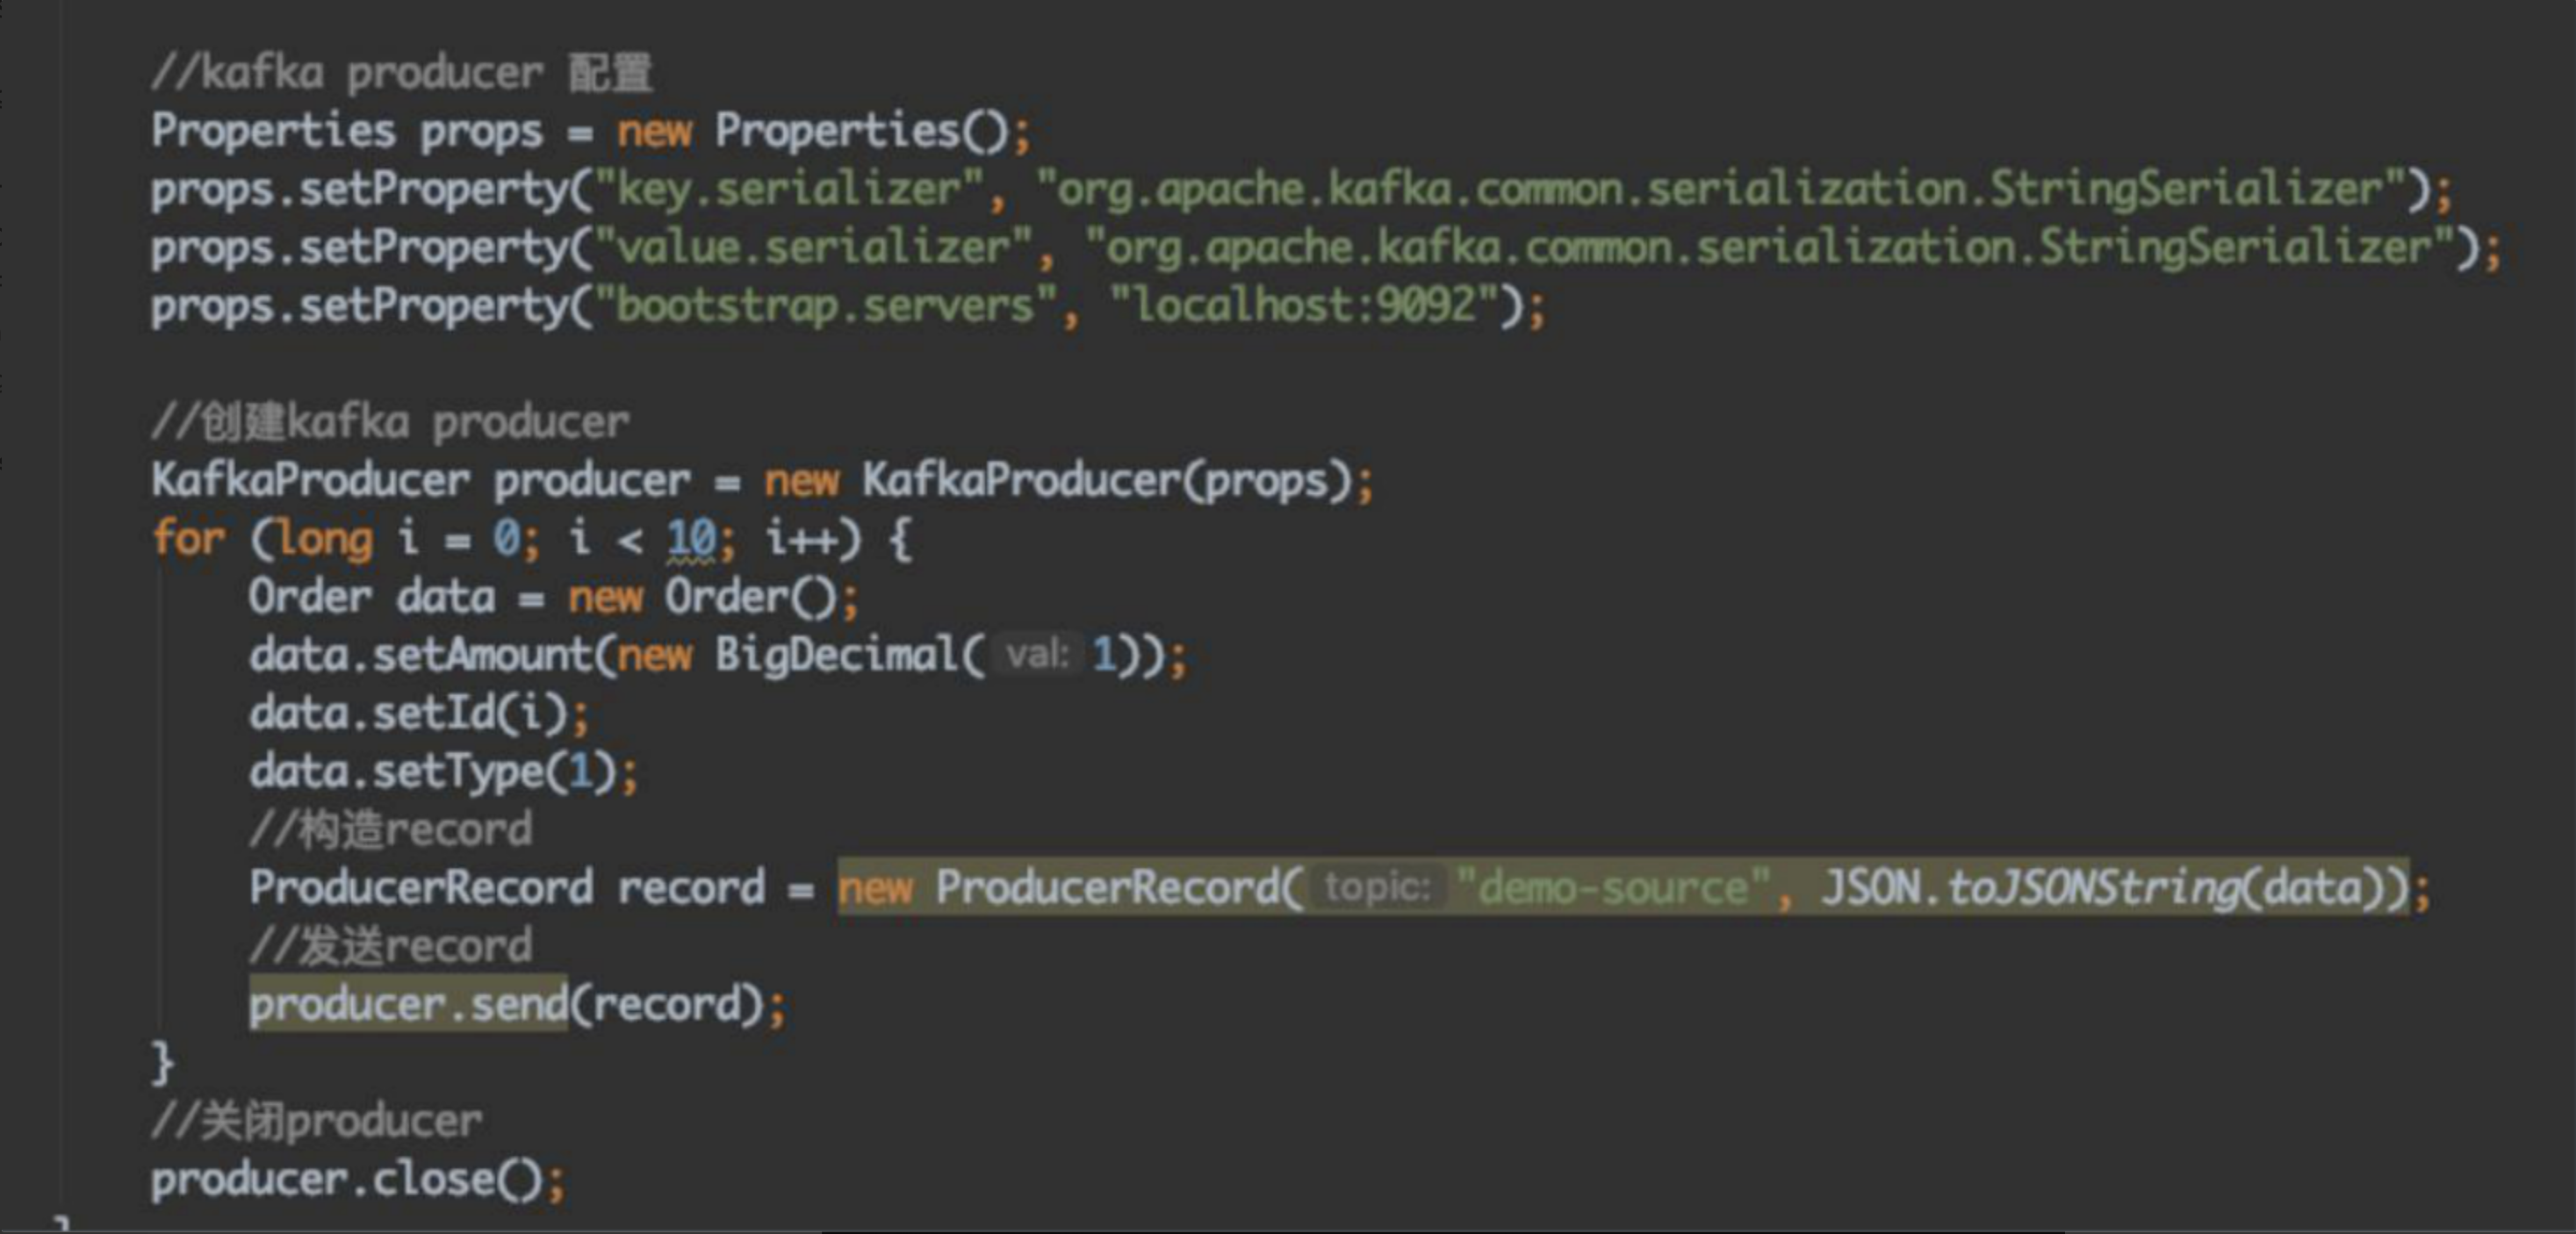 //kafka producer 配置
Properties props = new Properties();
props.setProperty("key.serializer", "org.apache.kafka.common.serialization.StringSerializer");
props.setProperty("value.serializer", "org.apache.kafka.common.serialization.StringSerializer");
props.setProperty("bootstrap.servers", "localhost:9092");
//创建kafka producer
KafkaProducer producer = new KafkaProducer(props);
for (long i = 0; i < 10; i++) {
Order data = new Order();
data.setAmount(new BigDecimal( val: 1));
data.setId(i);
data.setType(1);
//构造record
ProducerRecord record = new ProducerRecord( topic: "demo-source", JSON.toJSONString(data));
//发送record
producer.send(record);
}
//关闭producer
producer.close();
}